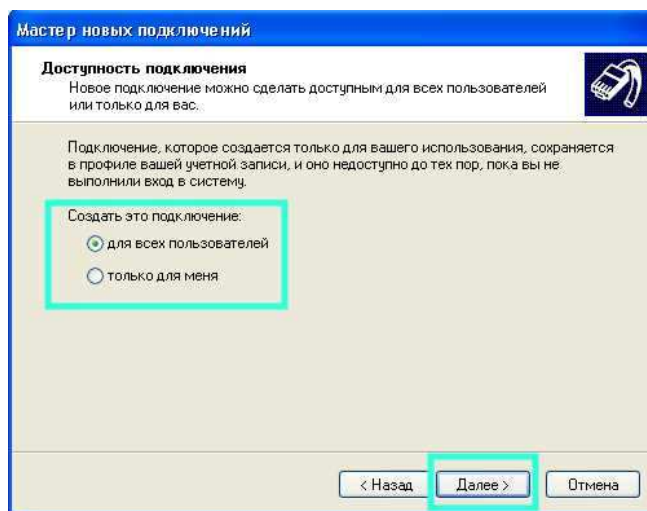 Мастер новых подключений
Доступность подключения
Новое подключение можно сделать доступным для всех пользователей
или только для вас.
Подключение, которое создается только для вашего использования, сохраняется
в профиле вашей учетной записи, и оно недоступно до тех пор, пока вы не
выполнили вход в систему.
Создать это подключение:
для всех пользователей
только для меня
< Назад
Далее >
Отмена